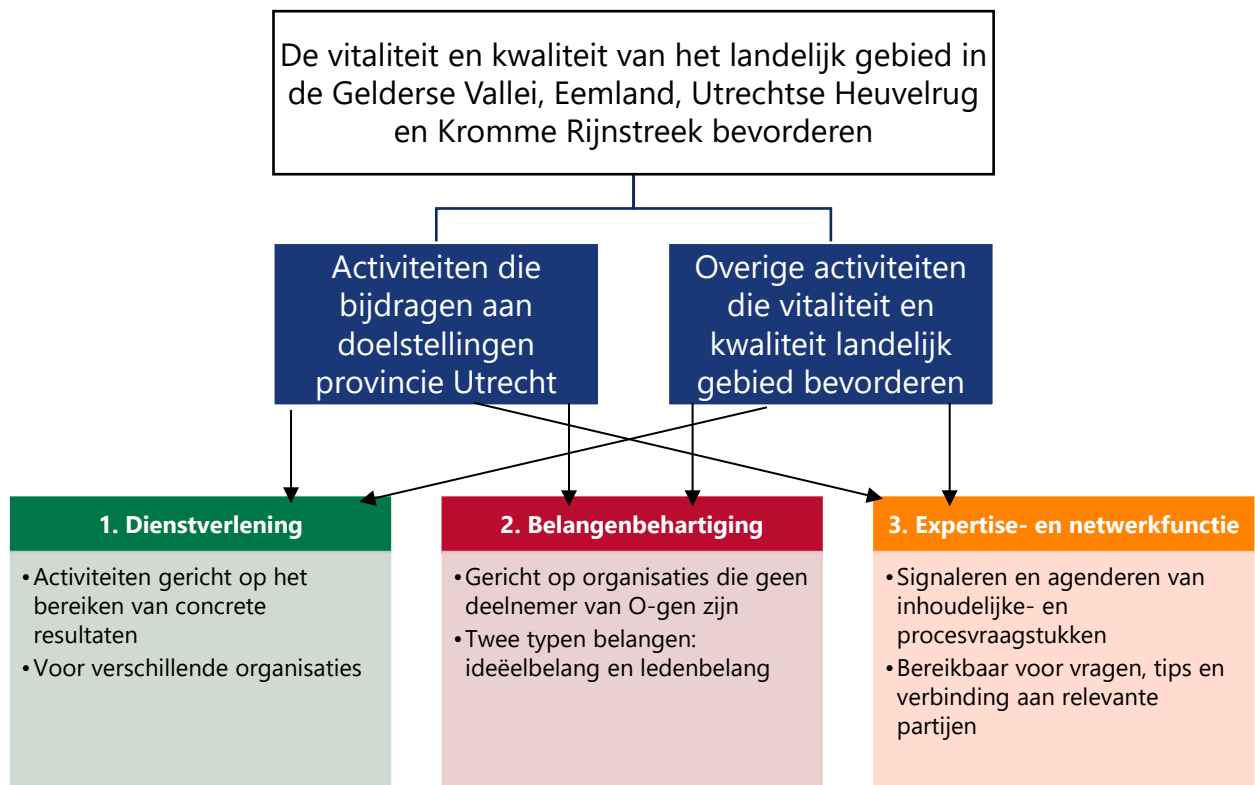 De vitaliteit en kwaliteit van het landelijk gebied in
de Gelderse Vallei, Eemland, Utrechtse Heuvelrug
en Kromme Rijnstreek bevorderen
Activiteiten die
bijdragen aan
doelstellingen
provincie Utrecht
Overige activiteiten
die vitaliteit en
kwaliteit landelijk
gebied bevorderen
1. Dienstverlening
• Activiteiten gericht op het
bereiken van concrete
resultaten
• Voor verschillende organisaties
2. Belangenbehartiging
• Gericht op organisaties die geen
deelnemer van O-gen zijn
• Twee typen belangen:
ideëelbelang en ledenbelang
3. Expertise- en netwerkfunctie
• Signaleren en agenderen van
inhoudelijke- en
procesvraagstukken
• Bereikbaar voor vragen, tips en
verbinding aan relevante
partijen